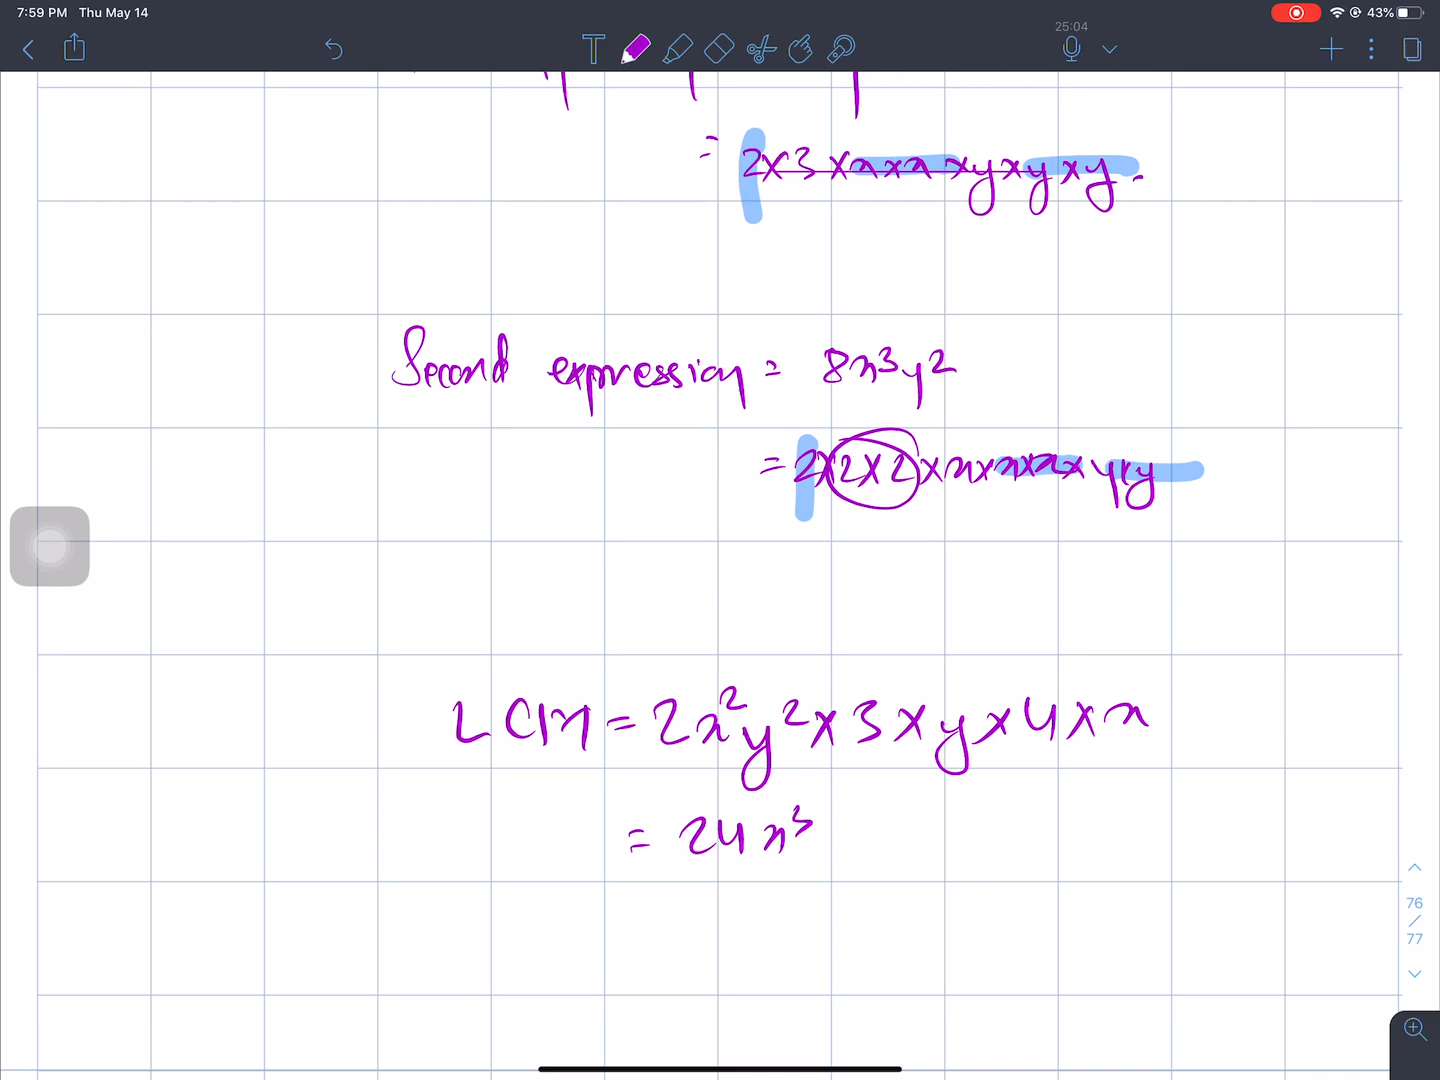 7:59 PM Thu May 14
43%
25:04
= 2×3×x×x×y×y×y.
Second expression = 8x³y²
= 2×2×2×x×x×x×y×y
LCM = 2x²y²×3×y×4×x
= 24x³
76
/
77